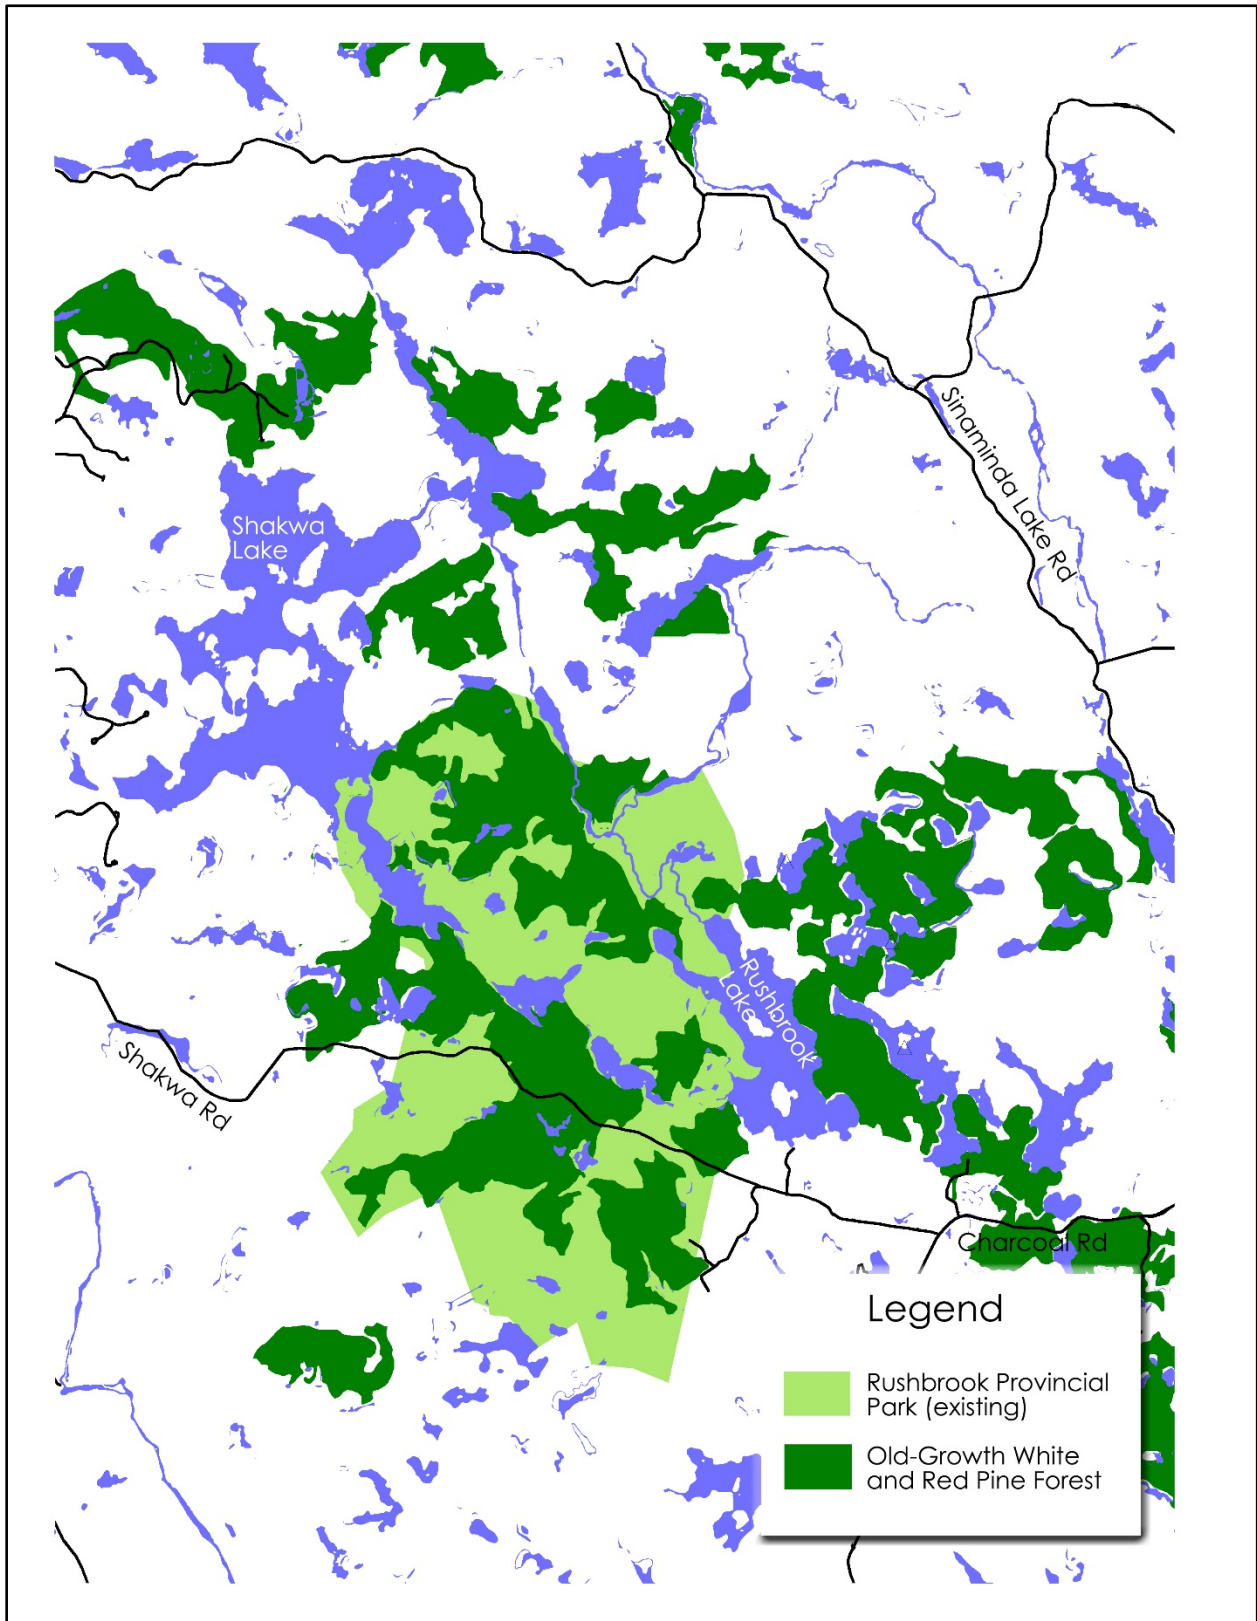 Sinaminda Lake Rd
Shakwa
Lake
Rushbrook
Lake
Shakwa Rd
Charcoal Rd
Legend
Rushbrook Provincial
Park (existing)
Old-Growth White
and Red Pine Forest